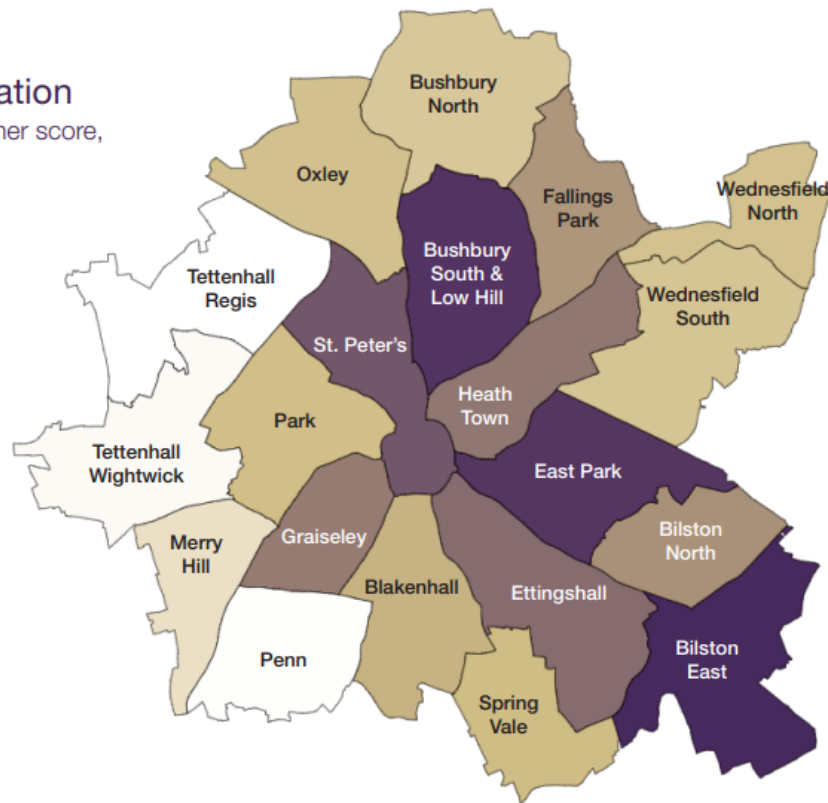 ation
her score,
Bushbury
North
Oxley
Fallings
Park
Wednesfield
North
Bushbury
South &
Low Hill
Tettenhall
Regis
Wednesfield
South
St. Peter's
Heath
Town
Park
Tettenhall
Wightwick
East Park
Graiseley
Bilston
North
Merry
Hill
Blakenhall
Ettingshall
Penn
Bilston
East
Spring
Vale